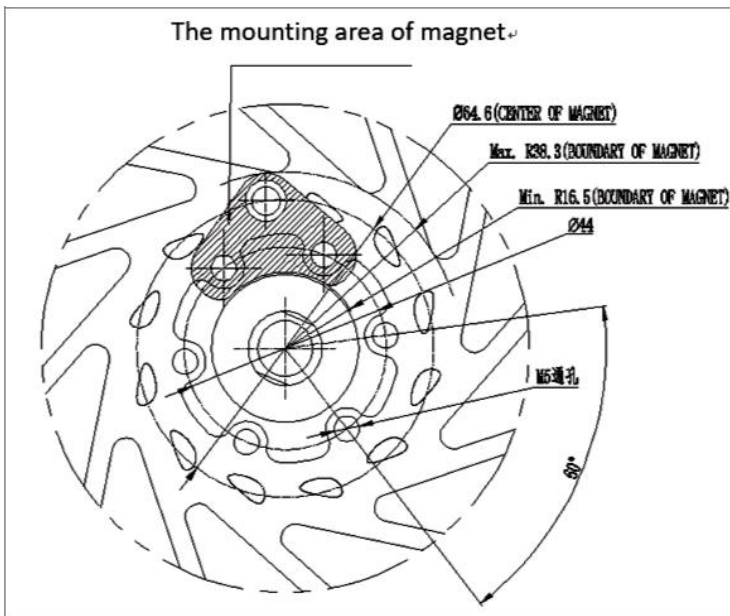 The mounting area of magnet
Ø64.6(CENTER OF MAGNET)
Max. R38.3(BOUNDARY OF MAGNET)
Min. R16.5(BOUNDARY OF MAGNET)
Ø44
M5通孔
60°